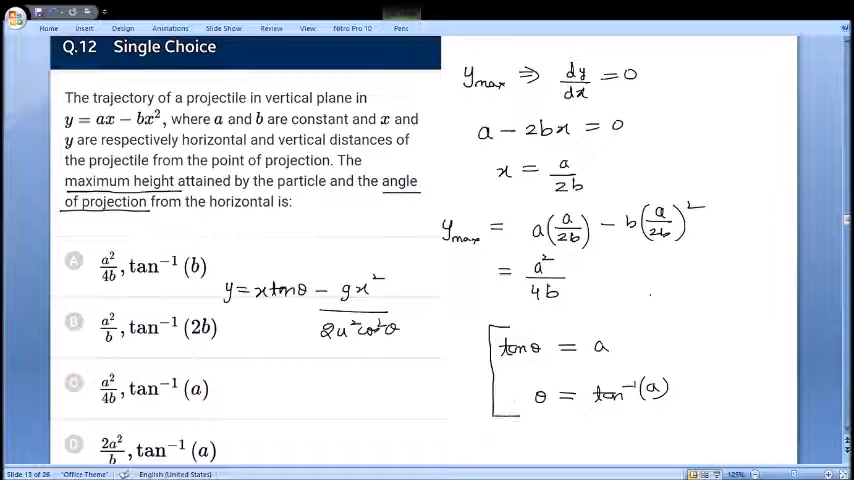 Home Insert Design Animations Slide Show Review View Nitro Pro 10 Pens
Q.12 Single Choice
The trajectory of a projectile in vertical plane in
y = ax − bx², where a and b are constant and x and
y are respectively horizontal and vertical distances of
the projectile from the point of projection. The
maximum height attained by the particle and the angle
of projection from the horizontal is:
A a²/4b, tan⁻¹ (b)
y = x tanθ − gx²/2u²cos²θ
B a²/b, tan⁻¹ (2b)
C a²/4b, tan⁻¹ (a)
D 2a²/b, tan⁻¹ (a)
y max ⇒ dy/dx = 0
a − 2bx = 0
x = a/2b
y max = a(a/2b) − b(a/2b)²
= a²/4b
tanθ = a
θ = tan⁻¹(a)
Slide 13 of 26 "Office Theme" English (United States) 125%